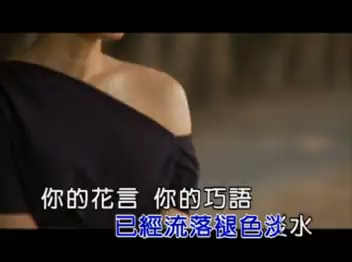 你的花言 你的巧語
已經流落褪色淡水